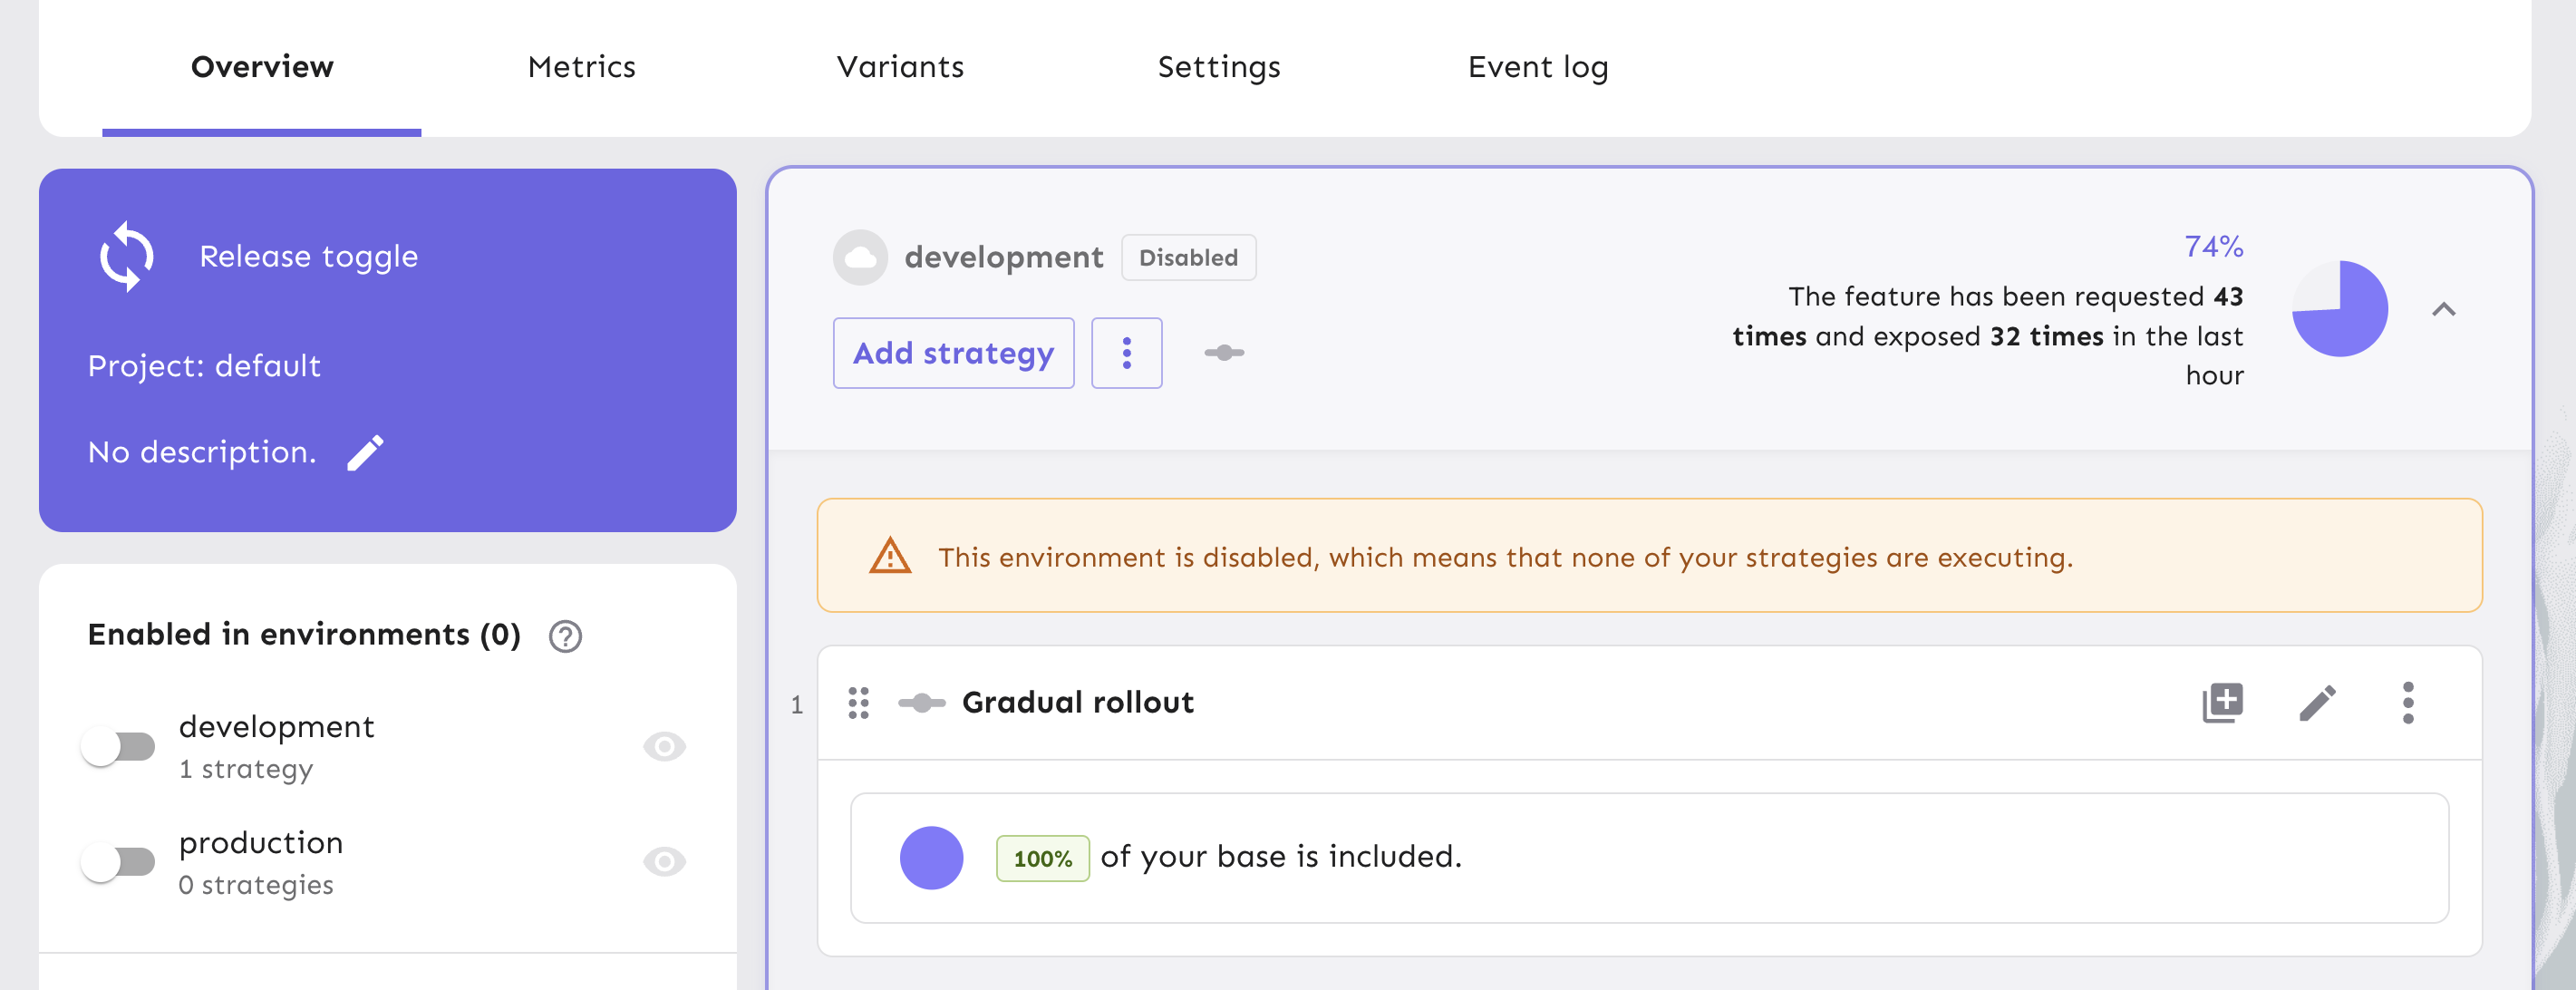 Overview Metrics Variants Settings Event log
Release toggle
Project: default
No description.
Enabled in environments (0)
development
1 strategy
production
0 strategies
development Disabled
Add strategy
74%
The feature has been requested 43
times and exposed 32 times in the last
hour
This environment is disabled, which means that none of your strategies are executing.
1 Gradual rollout
100% of your base is included.